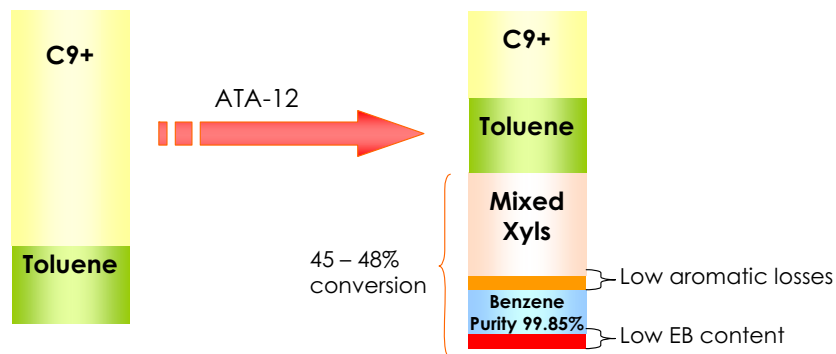 C9+
Toluene
ATA-12
C9+
Toluene
Mixed
Xyls
45 – 48%
conversion
Low aromatic losses
Benzene
Purity 99.85%
Low EB content